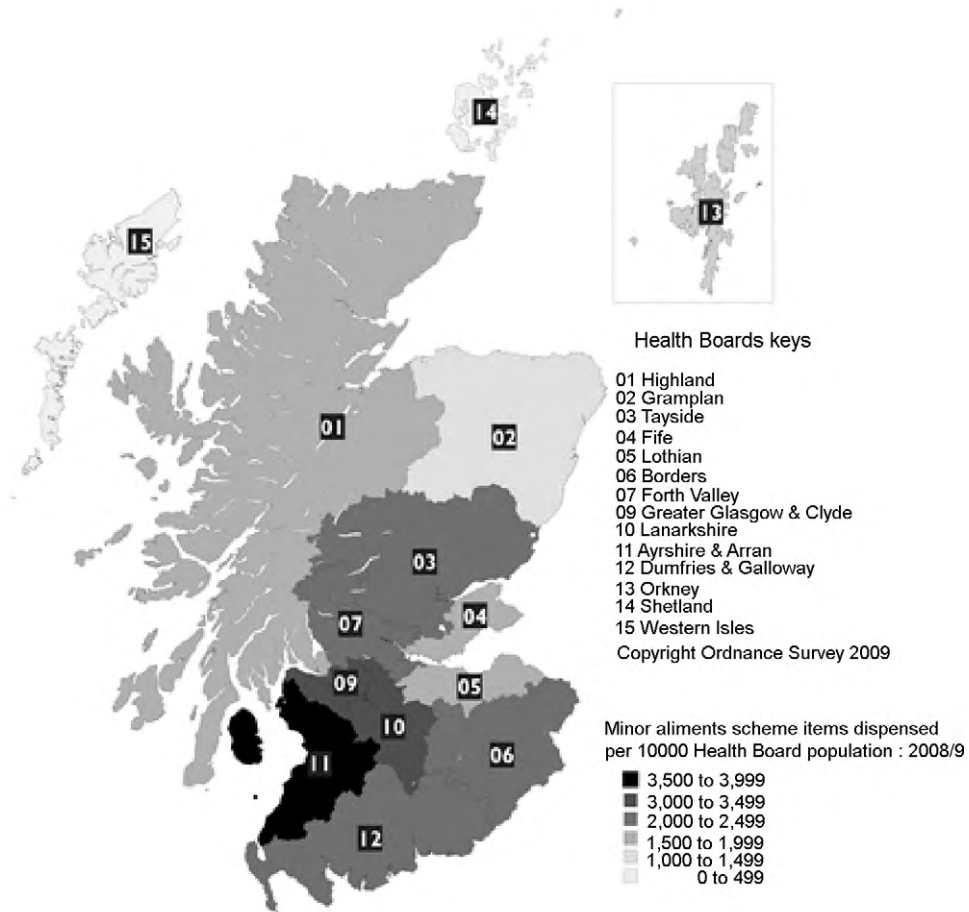 14
13
15
01
02
03
04
07
05
09
10
06
11
12
Health Boards keys
01 Highland
02 Gramplan
03 Tayside
04 Fife
05 Lothian
06 Borders
07 Forth Valley
09 Greater Glasgow & Clyde
10 Lanarkshire
11 Ayrshire & Arran
12 Dumfries & Galloway
13 Orkney
14 Shetland
15 Western Isles
Copyright Ordnance Survey 2009
Minor aliments scheme items dispensed
per 10000 Health Board population : 2008/9
3,500 to 3,999
3,000 to 3,499
2,000 to 2,499
1,500 to 1,999
1,000 to 1,499
0 to 499